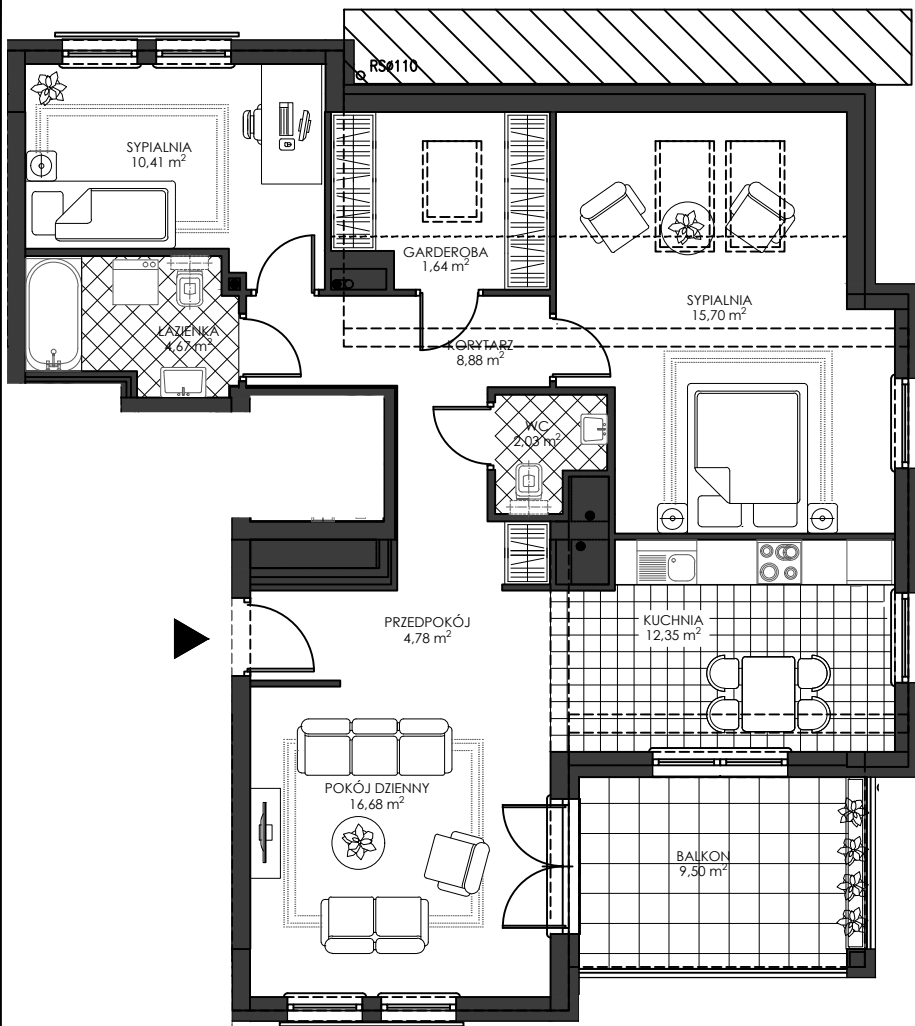 RSø110
SYPIALNIA
10,41 m²
GARDEROBA
1,64 m²
SYPIALNIA
15,70 m²
ŁAZIENKA
4,67 m²
KORYTARZ
8,88 m²
WC
2,03 m²
PRZEDPOKÓJ
4,78 m²
KUCHNIA
12,35 m²
POKÓJ DZIENNY
16,68 m²
BALKON
9,50 m²